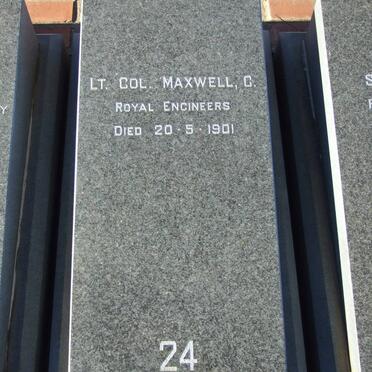 LT. COL. MAXWELL, C.
ROYAL ENGINEERS
DIED 20·5·1901
24
Y
S